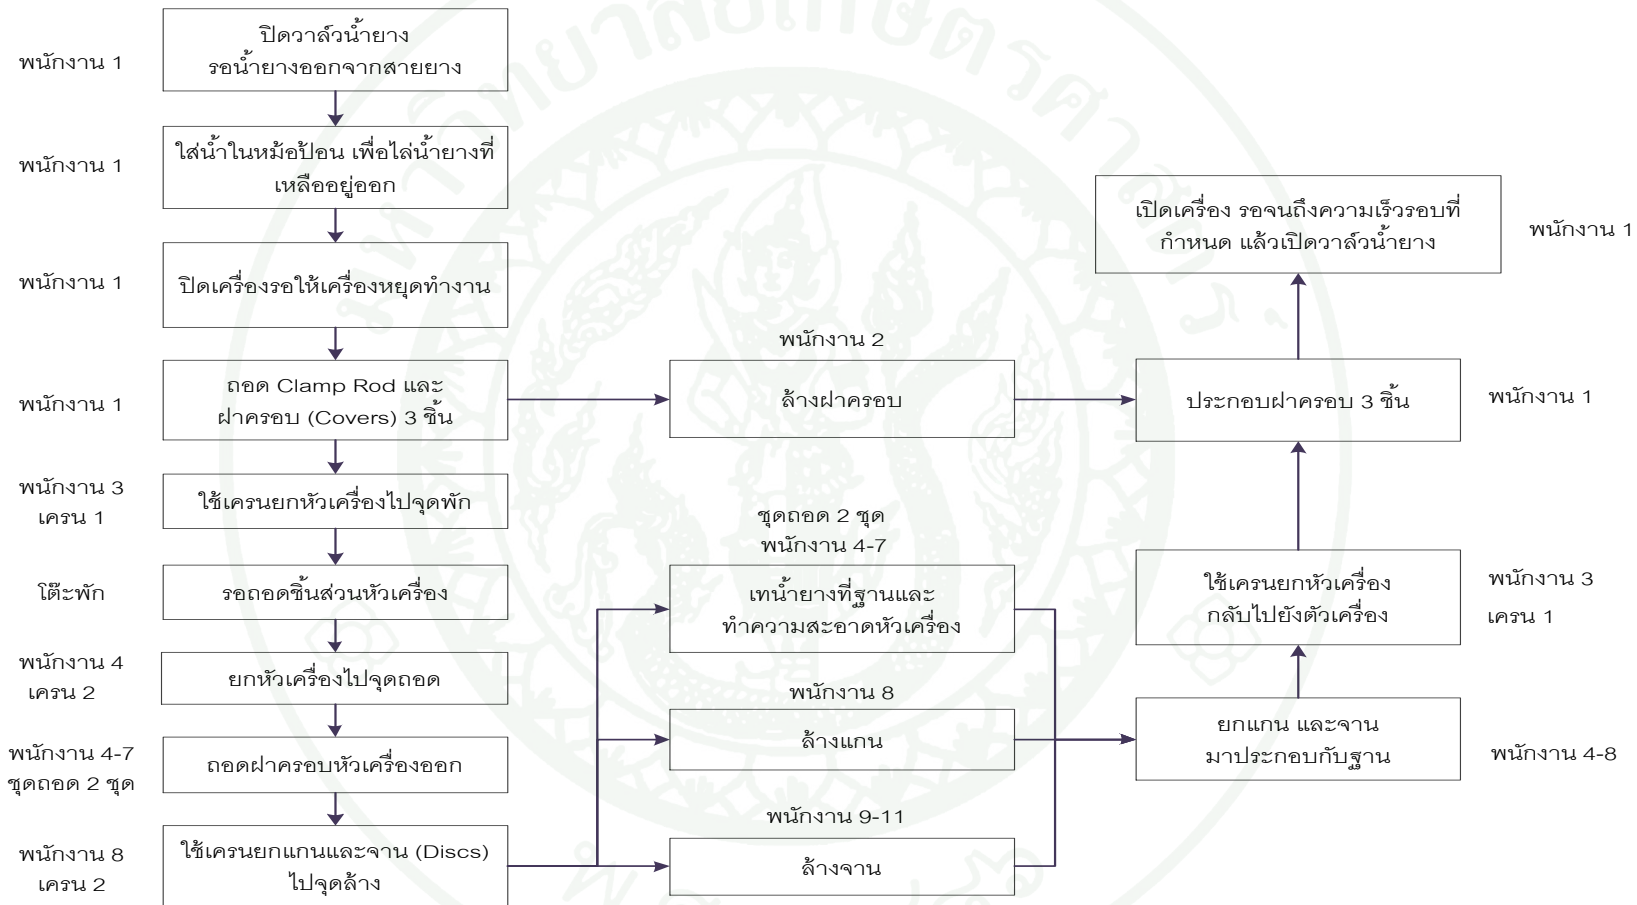 พนักงาน 1
ปิดวาล์วน้ำยาง
รอน้ำยางออกจากสายยาง
พนักงาน 1
ใส่น้ำในหม้อป้อน เพื่อไล่น้ำยางที่
เหลืออยู่ออก
พนักงาน 1
ปิดเครื่องรอให้เครื่องหยุดทำงาน
พนักงาน 1
ถอด Clamp Rod และ
ฝาครอบ (Covers) 3 ชิ้น
พนักงาน 3
เครน 1
ใช้เครนยกหัวเครื่องไปจุดพัก
โต๊ะพัก
รอถอดชิ้นส่วนหัวเครื่อง
พนักงาน 4
เครน 2
ยกหัวเครื่องไปจุดถอด
พนักงาน 4-7
ชุดถอด 2 ชุด
ถอดฝาครอบหัวเครื่องออก
พนักงาน 8
เครน 2
ใช้เครนยกแกนและจาน (Discs)
ไปจุดล้าง
พนักงาน 2
ล้างฝาครอบ
ชุดถอด 2 ชุด
พนักงาน 4-7
เทน้ำยางที่ฐานและ
ทำความสะอาดหัวเครื่อง
พนักงาน 8
ล้างแกน
พนักงาน 9-11
ล้างจาน
เปิดเครื่อง รอจนถึงความเร็วรอบที่
กำหนด แล้วเปิดวาล์วน้ำยาง
พนักงาน 1
ประกอบฝาครอบ 3 ชิ้น
พนักงาน 1
ใช้เครนยกหัวเครื่อง
กลับไปยังตัวเครื่อง
พนักงาน 3
เครน 1
ยกแกน และจาน
มาประกอบกับฐาน
พนักงาน 4-8
มหาวิทยาลัยเกษตรศาสตร์